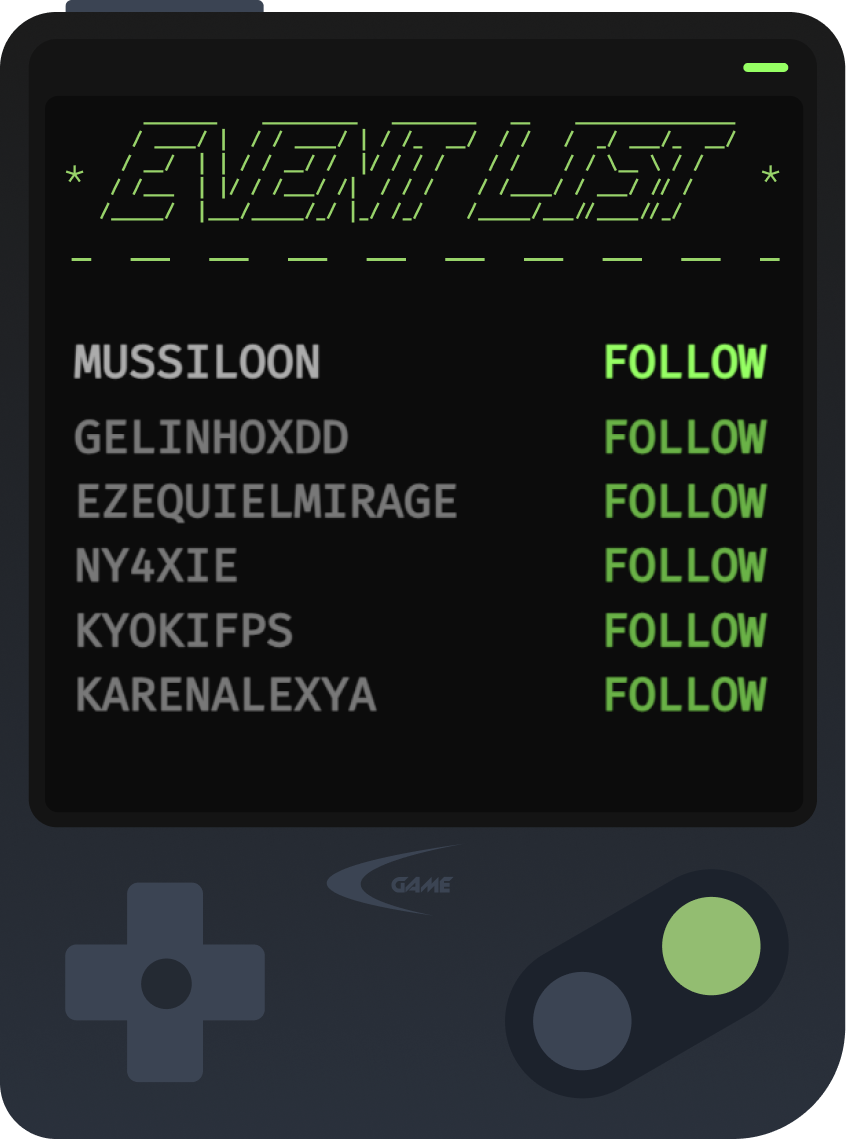 * EVENT LIST *
MUSSILOON FOLLOW
GELINHOXDD FOLLOW
EZEQUIELMIRAGE FOLLOW
NY4XIE FOLLOW
KYOKIFPS FOLLOW
KARENALEXYA FOLLOW
GAME